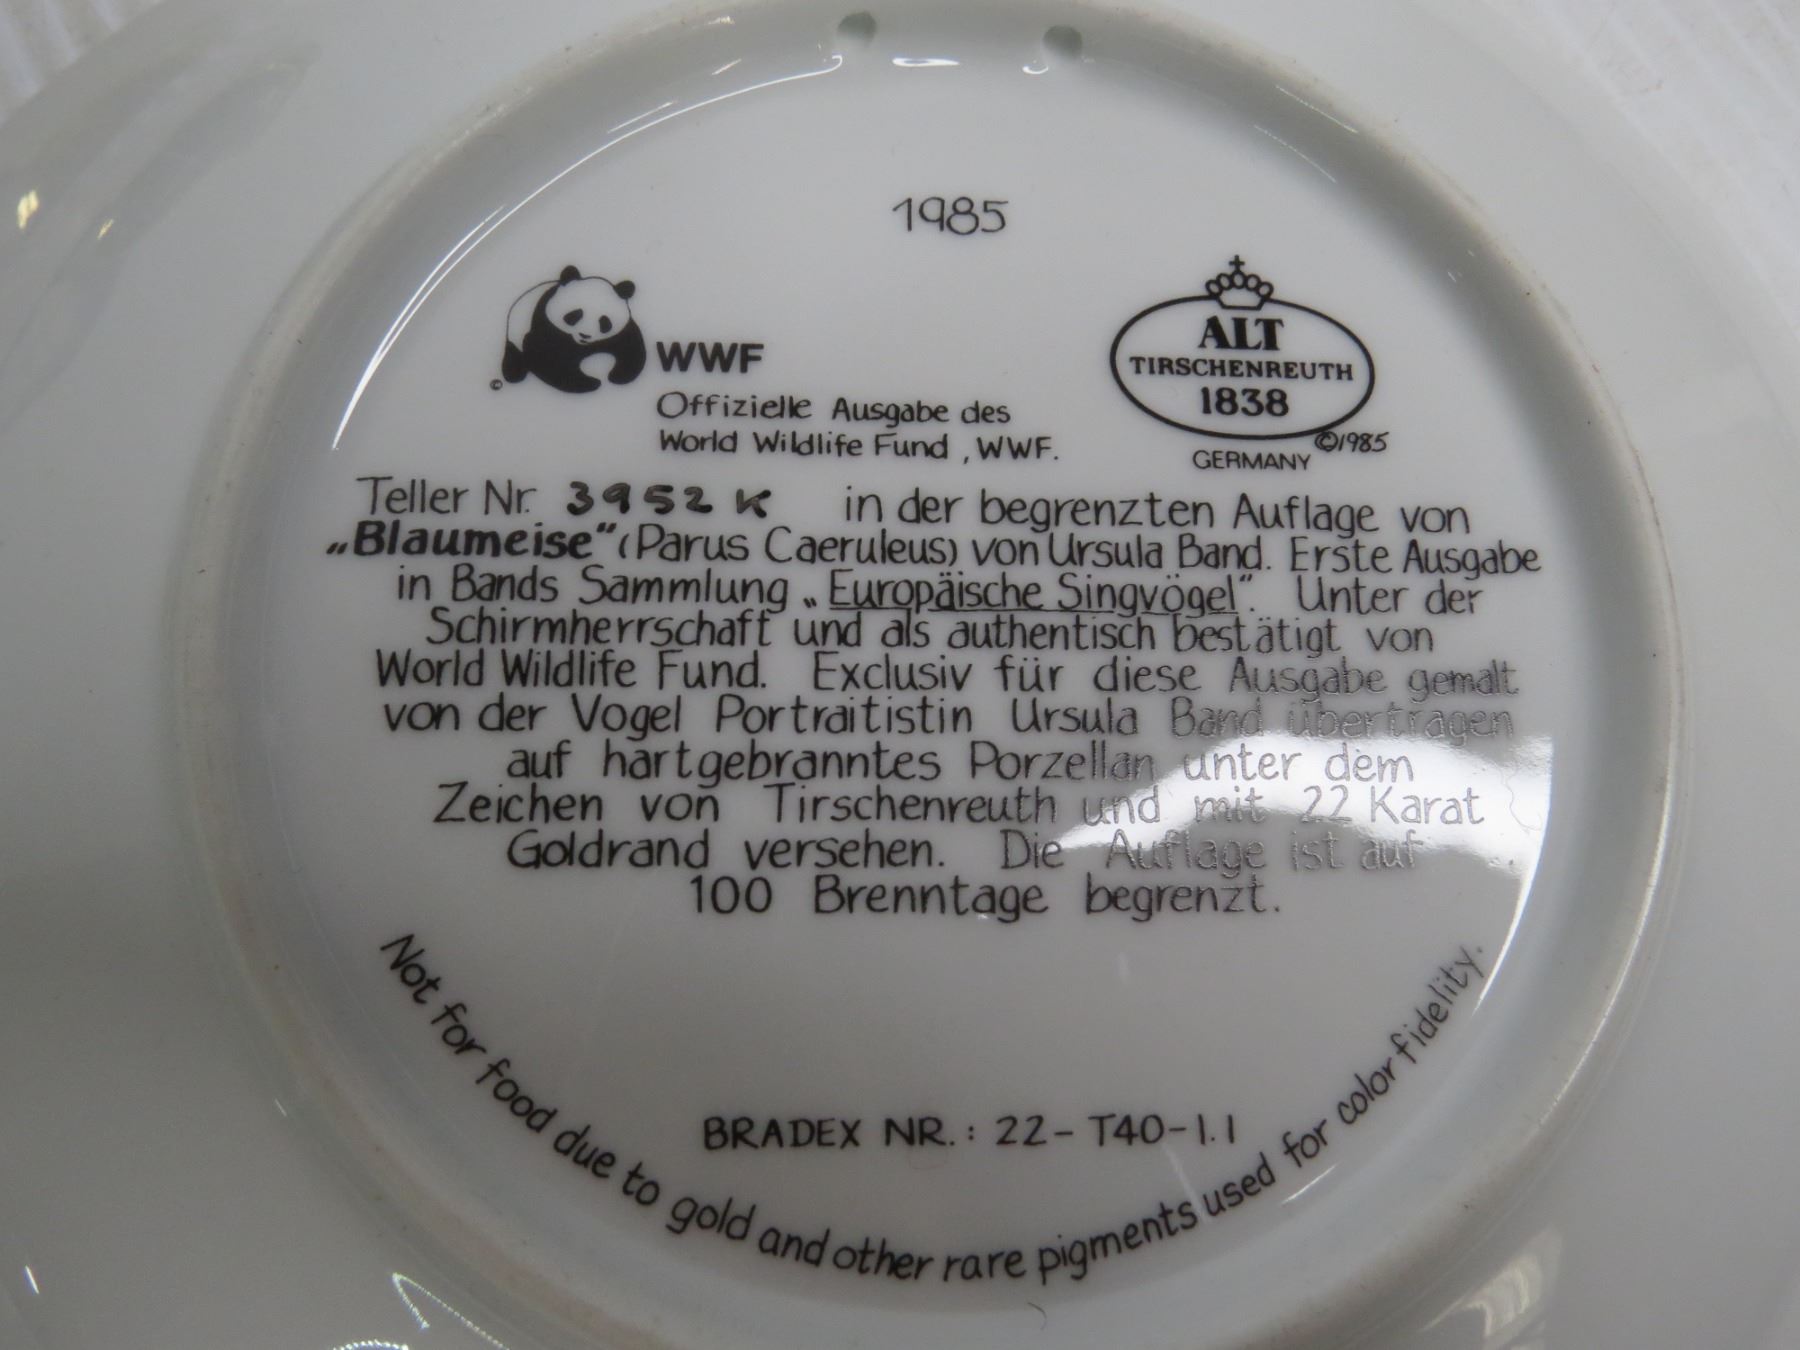 1985
WWF
©
Offizielle Ausgabe des
World Wildlife Fund, WWF.
ALT
TIRSCHENREUTH
1838
©1985
GERMANY
Teller Nr. 3952 K in der begrenzten Auflage von
„Blaumeise“ (Parus Caeruleus) von Ursula Band. Erste Ausgabe
in Bands Sammlung „Europäische Singvögel“. Unter der
Schirmherrschaft und als authentisch bestätigt von
World Wildlife Fund. Exclusiv für diese Ausgabe gemalt
von der Vogel Portraitistin Ursula Band übertragen
auf hartgebranntes Porzellan unter dem
Zeichen von Tirschenreuth und mit 22 Karat
Goldrand versehen. Die Auflage ist auf
100 Brenntage begrenzt.
BRADEX NR.: 22-T40-1.1
Not for food due to gold and other rare pigments used for color fidelity.